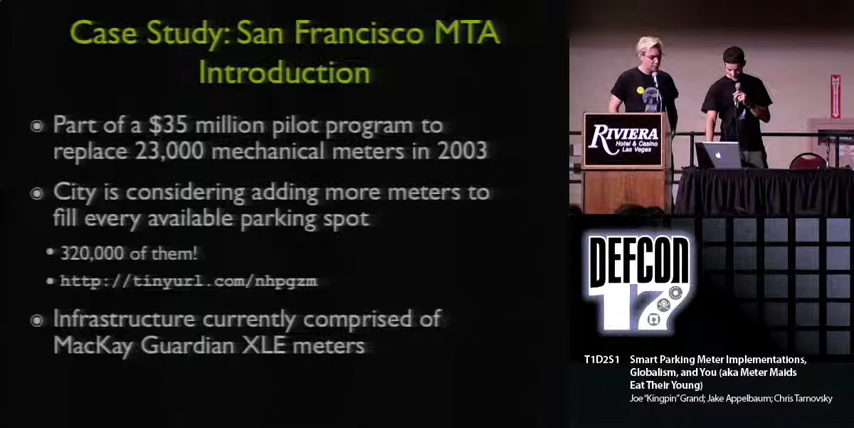 Case Study: San Francisco MTA
Introduction
Part of a $35 million pilot program to
replace 23,000 mechanical meters in 2003
City is considering adding more meters to
fill every available parking spot
320,000 of them!
http://tinyurl.com/nhpgzm
Infrastructure currently comprised of
MacKay Guardian XLE meters
RIVIERA
Hotel & Casino
Las Vegas
DEFCON
17
T1D2S1 Smart Parking Meter Implementations,
Globalism, and You (aka Meter Maids
Eat Their Young)
Joe "Kingpin" Grand; Jake Appelbaum; Chris Tarnovsky